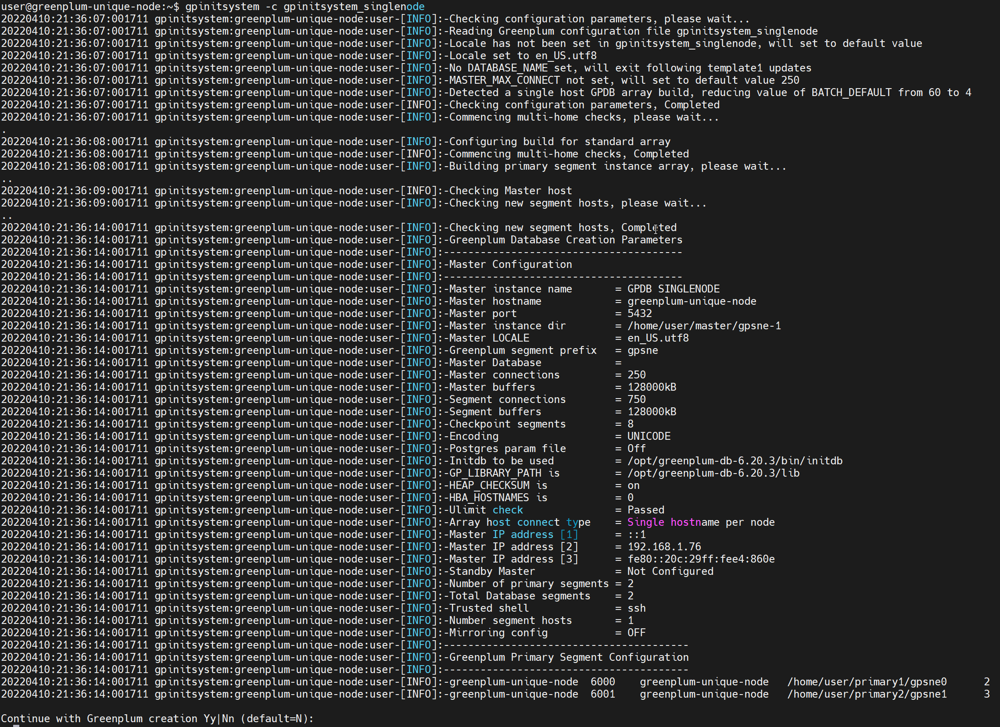 user@greenplum-unique-node:~$ gpinitsystem -c gpinitsystem_singlenode
20220410:21:36:07:001711 gpinitsystem:greenplum-unique-node:user-[INFO]:-Checking configuration parameters, please wait...
20220410:21:36:07:001711 gpinitsystem:greenplum-unique-node:user-[INFO]:-Reading Greenplum configuration file gpinitsystem_singlenode
20220410:21:36:07:001711 gpinitsystem:greenplum-unique-node:user-[INFO]:-Locale has not been set in gpinitsystem_singlenode, will set to default value
20220410:21:36:07:001711 gpinitsystem:greenplum-unique-node:user-[INFO]:-Locale set to en_US.utf8
20220410:21:36:07:001711 gpinitsystem:greenplum-unique-node:user-[INFO]:-No DATABASE_NAME set, will exit following template1 updates
20220410:21:36:07:001711 gpinitsystem:greenplum-unique-node:user-[INFO]:-MASTER_MAX_CONNECT not set, will set to default value 250
20220410:21:36:07:001711 gpinitsystem:greenplum-unique-node:user-[INFO]:-Detected a single host GPDB array build, reducing value of BATCH_DEFAULT from 60 to 4
20220410:21:36:07:001711 gpinitsystem:greenplum-unique-node:user-[INFO]:-Checking configuration parameters, Completed
20220410:21:36:07:001711 gpinitsystem:greenplum-unique-node:user-[INFO]:-Commencing multi-home checks, please wait...
.
20220410:21:36:08:001711 gpinitsystem:greenplum-unique-node:user-[INFO]:-Configuring build for standard array
20220410:21:36:08:001711 gpinitsystem:greenplum-unique-node:user-[INFO]:-Commencing multi-home checks, Completed
20220410:21:36:08:001711 gpinitsystem:greenplum-unique-node:user-[INFO]:-Building primary segment instance array, please wait...
..
20220410:21:36:09:001711 gpinitsystem:greenplum-unique-node:user-[INFO]:-Checking Master host
20220410:21:36:09:001711 gpinitsystem:greenplum-unique-node:user-[INFO]:-Checking new segment hosts, please wait...
..
20220410:21:36:14:001711 gpinitsystem:greenplum-unique-node:user-[INFO]:-Checking new segment hosts, Completed
20220410:21:36:14:001711 gpinitsystem:greenplum-unique-node:user-[INFO]:-Greenplum Database Creation Parameters
20220410:21:36:14:001711 gpinitsystem:greenplum-unique-node:user-[INFO]:---------------------------------------
20220410:21:36:14:001711 gpinitsystem:greenplum-unique-node:user-[INFO]:-Master Configuration
20220410:21:36:14:001711 gpinitsystem:greenplum-unique-node:user-[INFO]:---------------------------------------
20220410:21:36:14:001711 gpinitsystem:greenplum-unique-node:user-[INFO]:-Master instance name       = GPDB SINGLENODE
20220410:21:36:14:001711 gpinitsystem:greenplum-unique-node:user-[INFO]:-Master hostname            = greenplum-unique-node
20220410:21:36:14:001711 gpinitsystem:greenplum-unique-node:user-[INFO]:-Master port                = 5432
20220410:21:36:14:001711 gpinitsystem:greenplum-unique-node:user-[INFO]:-Master instance dir        = /home/user/master/gpsne-1
20220410:21:36:14:001711 gpinitsystem:greenplum-unique-node:user-[INFO]:-Master LOCALE              = en_US.utf8
20220410:21:36:14:001711 gpinitsystem:greenplum-unique-node:user-[INFO]:-Greenplum segment prefix   = gpsne
20220410:21:36:14:001711 gpinitsystem:greenplum-unique-node:user-[INFO]:-Master Database            =
20220410:21:36:14:001711 gpinitsystem:greenplum-unique-node:user-[INFO]:-Master connections         = 250
20220410:21:36:14:001711 gpinitsystem:greenplum-unique-node:user-[INFO]:-Master buffers             = 128000kB
20220410:21:36:14:001711 gpinitsystem:greenplum-unique-node:user-[INFO]:-Segment connections        = 750
20220410:21:36:14:001711 gpinitsystem:greenplum-unique-node:user-[INFO]:-Segment buffers            = 128000kB
20220410:21:36:14:001711 gpinitsystem:greenplum-unique-node:user-[INFO]:-Checkpoint segments        = 8
20220410:21:36:14:001711 gpinitsystem:greenplum-unique-node:user-[INFO]:-Encoding                   = UNICODE
20220410:21:36:14:001711 gpinitsystem:greenplum-unique-node:user-[INFO]:-Postgres param file        = Off
20220410:21:36:14:001711 gpinitsystem:greenplum-unique-node:user-[INFO]:-Initdb to be used          = /opt/greenplum-db-6.20.3/bin/initdb
20220410:21:36:14:001711 gpinitsystem:greenplum-unique-node:user-[INFO]:-GP_LIBRARY_PATH is         = /opt/greenplum-db-6.20.3/lib
20220410:21:36:14:001711 gpinitsystem:greenplum-unique-node:user-[INFO]:-HEAP_CHECKSUM is           = on
20220410:21:36:14:001711 gpinitsystem:greenplum-unique-node:user-[INFO]:-HBA_HOSTNAMES is           = 0
20220410:21:36:14:001711 gpinitsystem:greenplum-unique-node:user-[INFO]:-Ulimit check               = Passed
20220410:21:36:14:001711 gpinitsystem:greenplum-unique-node:user-[INFO]:-Array host connect type    = Single hostname per node
20220410:21:36:14:001711 gpinitsystem:greenplum-unique-node:user-[INFO]:-Master IP address [1]      = ::1
20220410:21:36:14:001711 gpinitsystem:greenplum-unique-node:user-[INFO]:-Master IP address [2]      = 192.168.1.76
20220410:21:36:14:001711 gpinitsystem:greenplum-unique-node:user-[INFO]:-Master IP address [3]      = fe80::20c:29ff:fee4:860e
20220410:21:36:14:001711 gpinitsystem:greenplum-unique-node:user-[INFO]:-Standby Master             = Not Configured
20220410:21:36:14:001711 gpinitsystem:greenplum-unique-node:user-[INFO]:-Number of primary segments = 2
20220410:21:36:14:001711 gpinitsystem:greenplum-unique-node:user-[INFO]:-Total Database segments    = 2
20220410:21:36:14:001711 gpinitsystem:greenplum-unique-node:user-[INFO]:-Trusted shell              = ssh
20220410:21:36:14:001711 gpinitsystem:greenplum-unique-node:user-[INFO]:-Number segment hosts       = 1
20220410:21:36:14:001711 gpinitsystem:greenplum-unique-node:user-[INFO]:-Mirroring config           = OFF
20220410:21:36:14:001711 gpinitsystem:greenplum-unique-node:user-[INFO]:----------------------------------------
20220410:21:36:14:001711 gpinitsystem:greenplum-unique-node:user-[INFO]:-Greenplum Primary Segment Configuration
20220410:21:36:14:001711 gpinitsystem:greenplum-unique-node:user-[INFO]:----------------------------------------
20220410:21:36:14:001711 gpinitsystem:greenplum-unique-node:user-[INFO]:-greenplum-unique-node  6000    greenplum-unique-node   /home/user/primary1/gpsne0      2
20220410:21:36:14:001711 gpinitsystem:greenplum-unique-node:user-[INFO]:-greenplum-unique-node  6001    greenplum-unique-node   /home/user/primary2/gpsne1      3
Continue with Greenplum creation Yy|Nn (default=N):